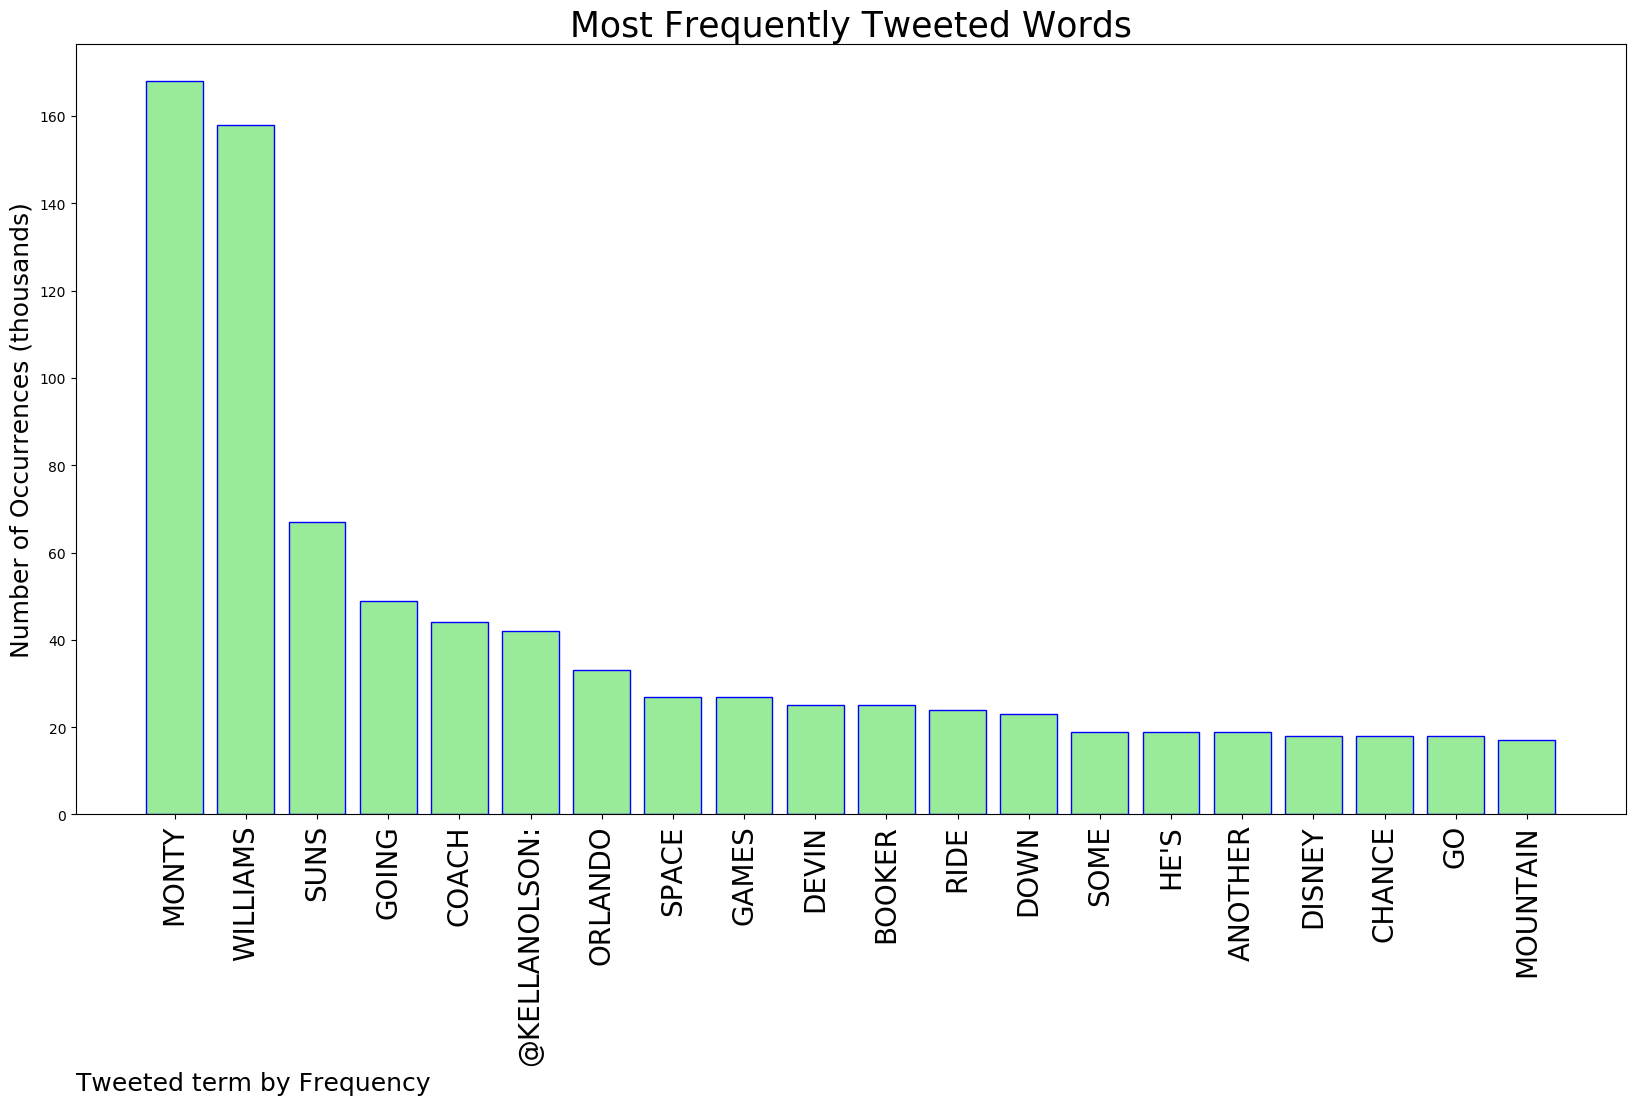 Most Frequently Tweeted Words
Number of Occurrences (thousands)
160
140
120
100
80
60
40
20
0
MONTY
WILLIAMS
SUNS
GOING
COACH
@KELLANOLSON:
ORLANDO
SPACE
GAMES
DEVIN
BOOKER
RIDE
DOWN
SOME
HE'S
ANOTHER
DISNEY
CHANCE
GO
MOUNTAIN
Tweeted term by Frequency